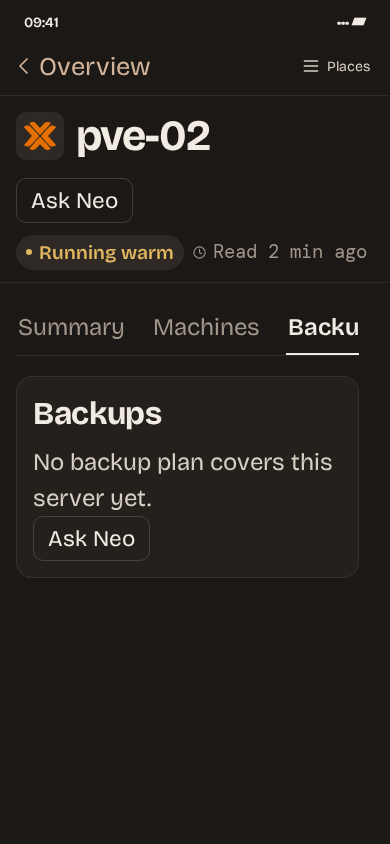 09:41
Overview
Places
pve-02
Ask Neo
Running warm
Read 2 min ago
Summary Machines Backu
Backups
No backup plan covers this
server yet.
Ask Neo